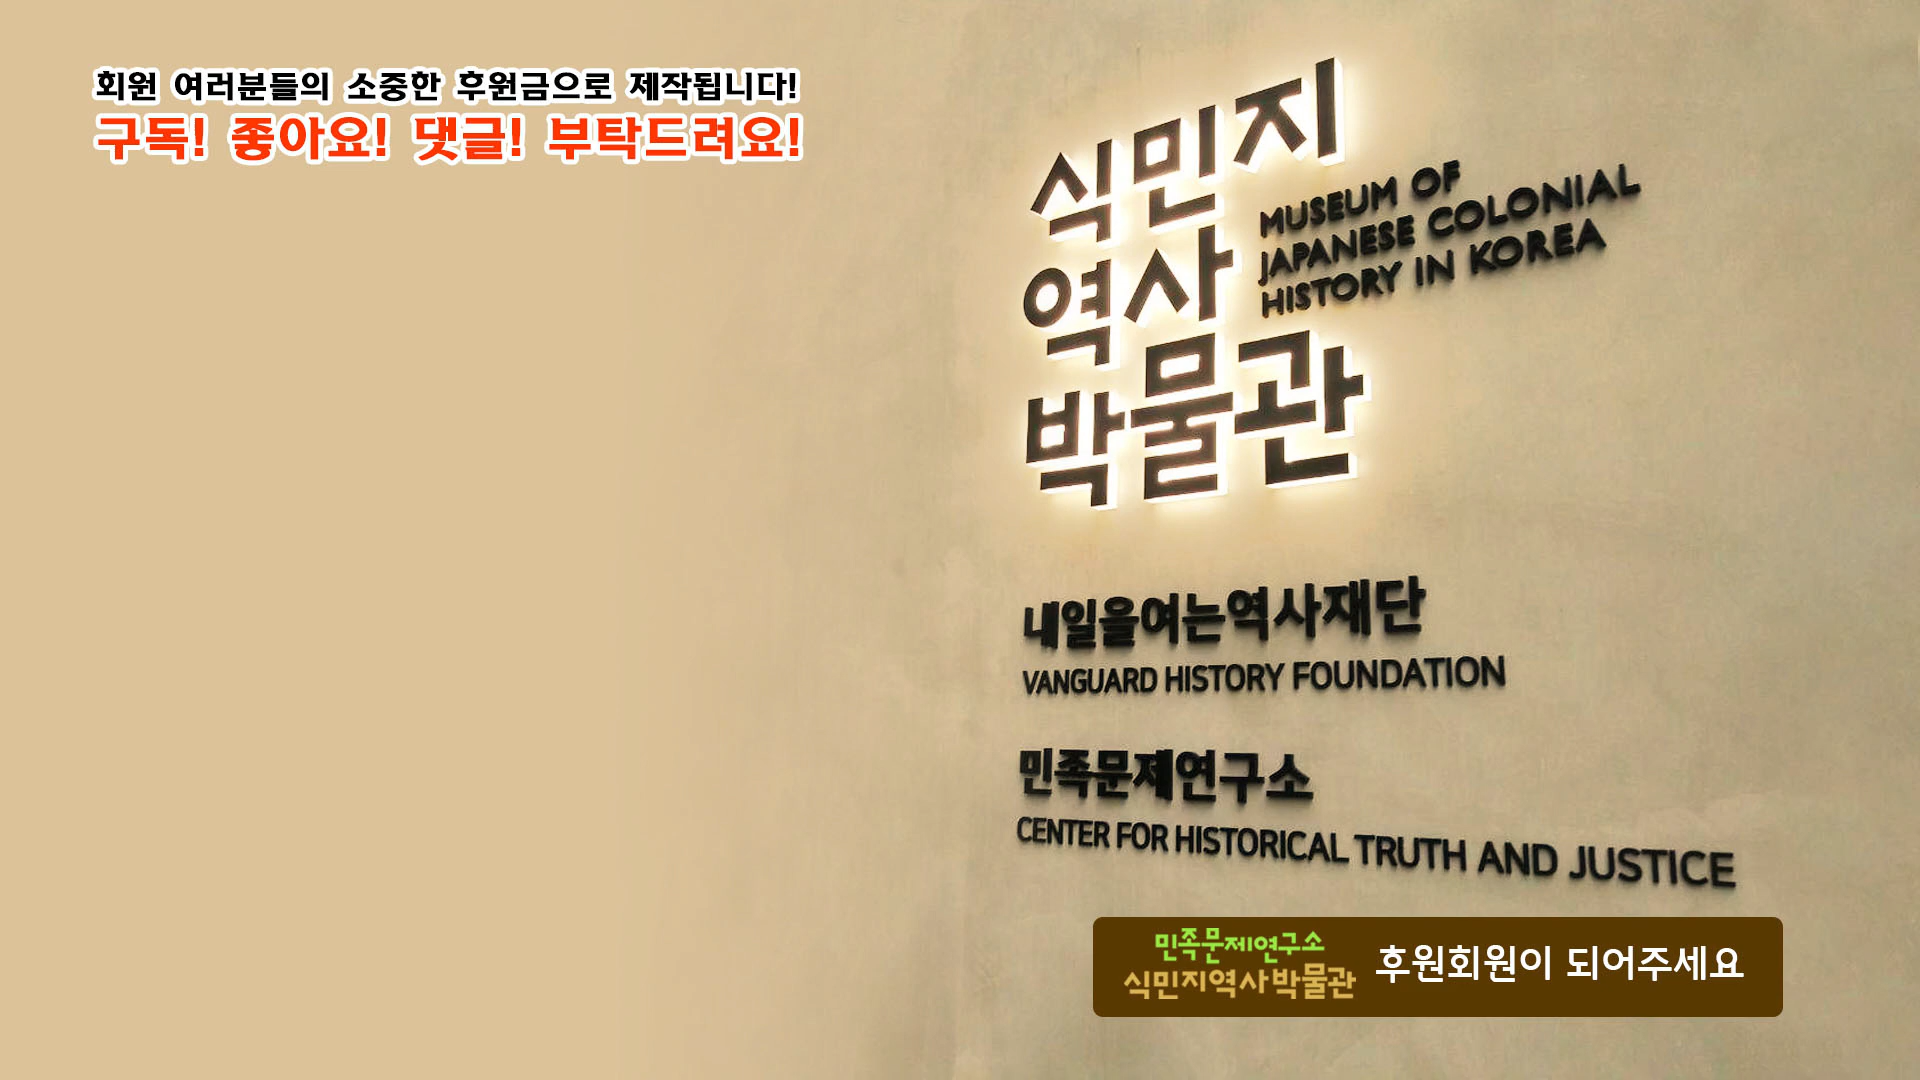 회원 여러분들의 소중한 후원금으로 제작됩니다!
구독! 좋아요! 댓글! 부탁드려요!
식민지
역사
박물관
MUSEUM OF
JAPANESE COLONIAL
HISTORY IN KOREA
내일을여는역사재단
VANGUARD HISTORY FOUNDATION
민족문제연구소
CENTER FOR HISTORICAL TRUTH AND JUSTICE
민족문제연구소
식민지역사박물관
후원회원이 되어주세요